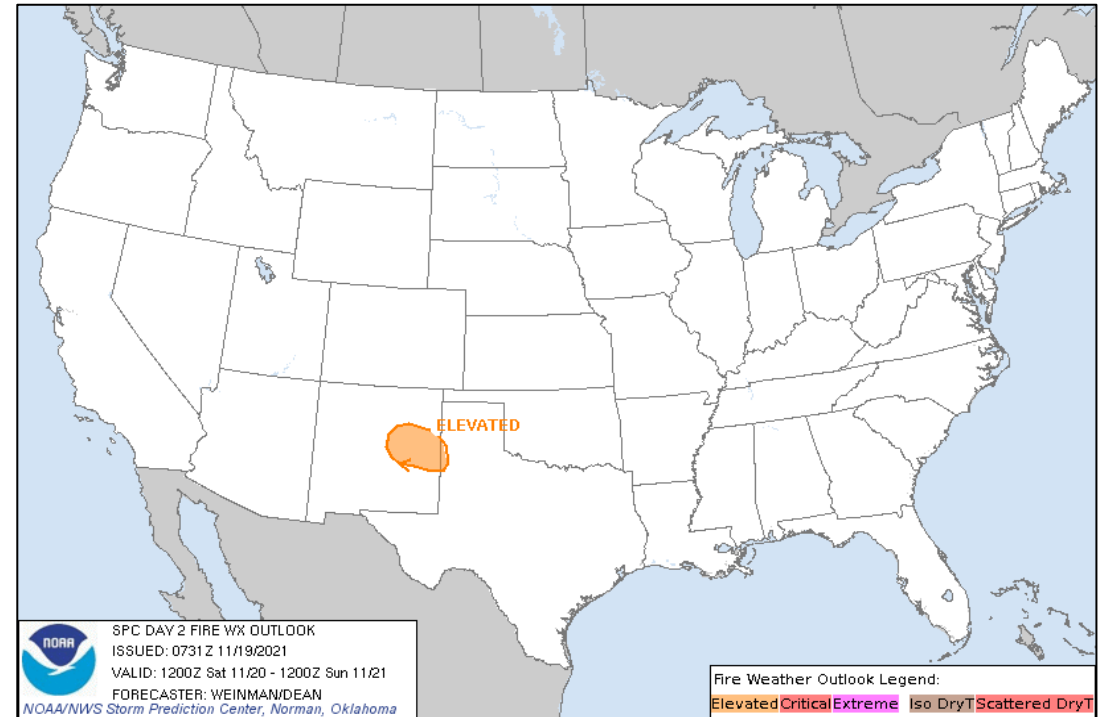 ELEVATED
NOAA
SPC DAY 2 FIRE WX OUTLOOK
ISSUED: 0731Z 11/19/2021
VALID: 1200Z Sat 11/20 - 1200Z Sun 11/21
FORECASTER: WEINMAN/DEAN
NOAA/NWS Storm Prediction Center, Norman, Oklahoma
Fire Weather Outlook Legend:
Elevated Critical Extreme Iso DryT Scattered DryT